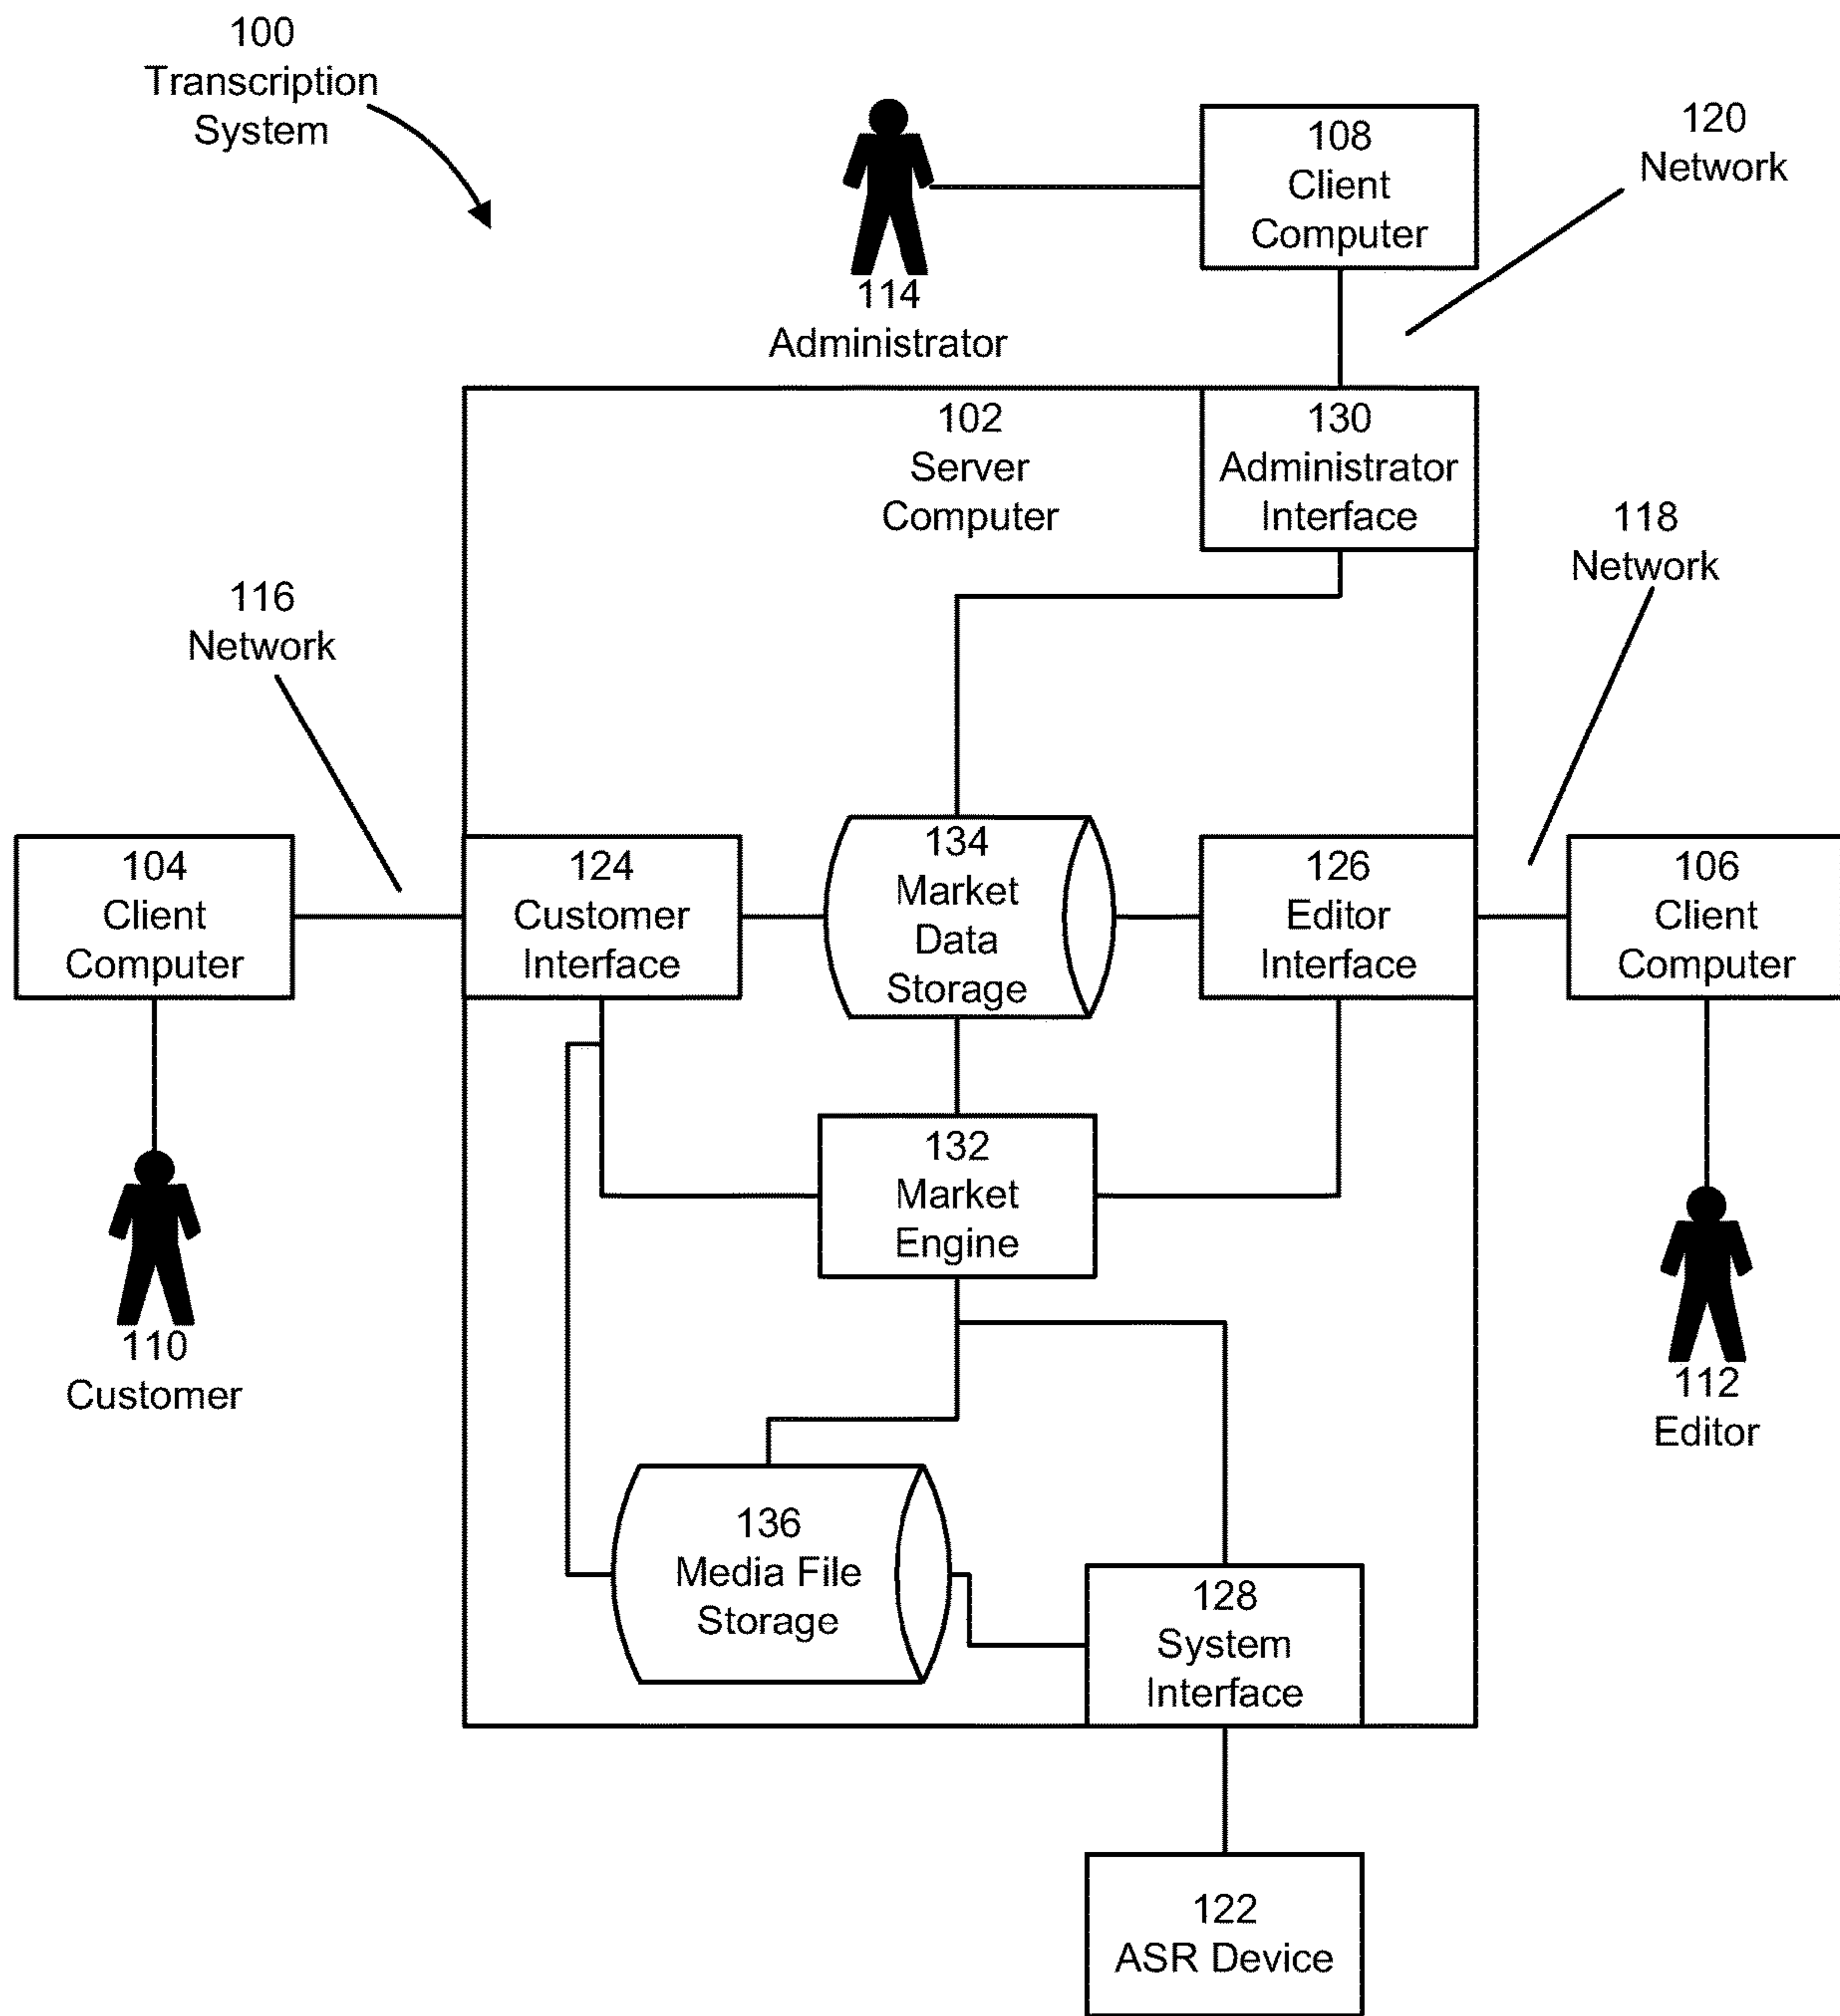 100
Transcription
System
114
Administrator
108
Client
Computer
120
Network
102
Server
Computer
130
Administrator
Interface
118
Network
116
Network
104
Client
Computer
124
Customer
Interface
134
Market
Data
Storage
126
Editor
Interface
106
Client
Computer
132
Market
Engine
110
Customer
112
Editor
136
Media File
Storage
128
System
Interface
122
ASR Device